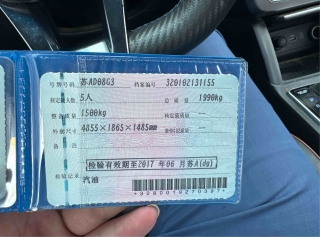 号牌号码 苏AD08G3 档案编号 320102131155
核定载人数 5人 总质量 1990kg
整备质量 1500kg 核定载质量 --
外廓尺寸 4855×1865×1485mm 准牵引总质量 --
检验有效期至2017年06月苏A(dg)
检验记录 汽油